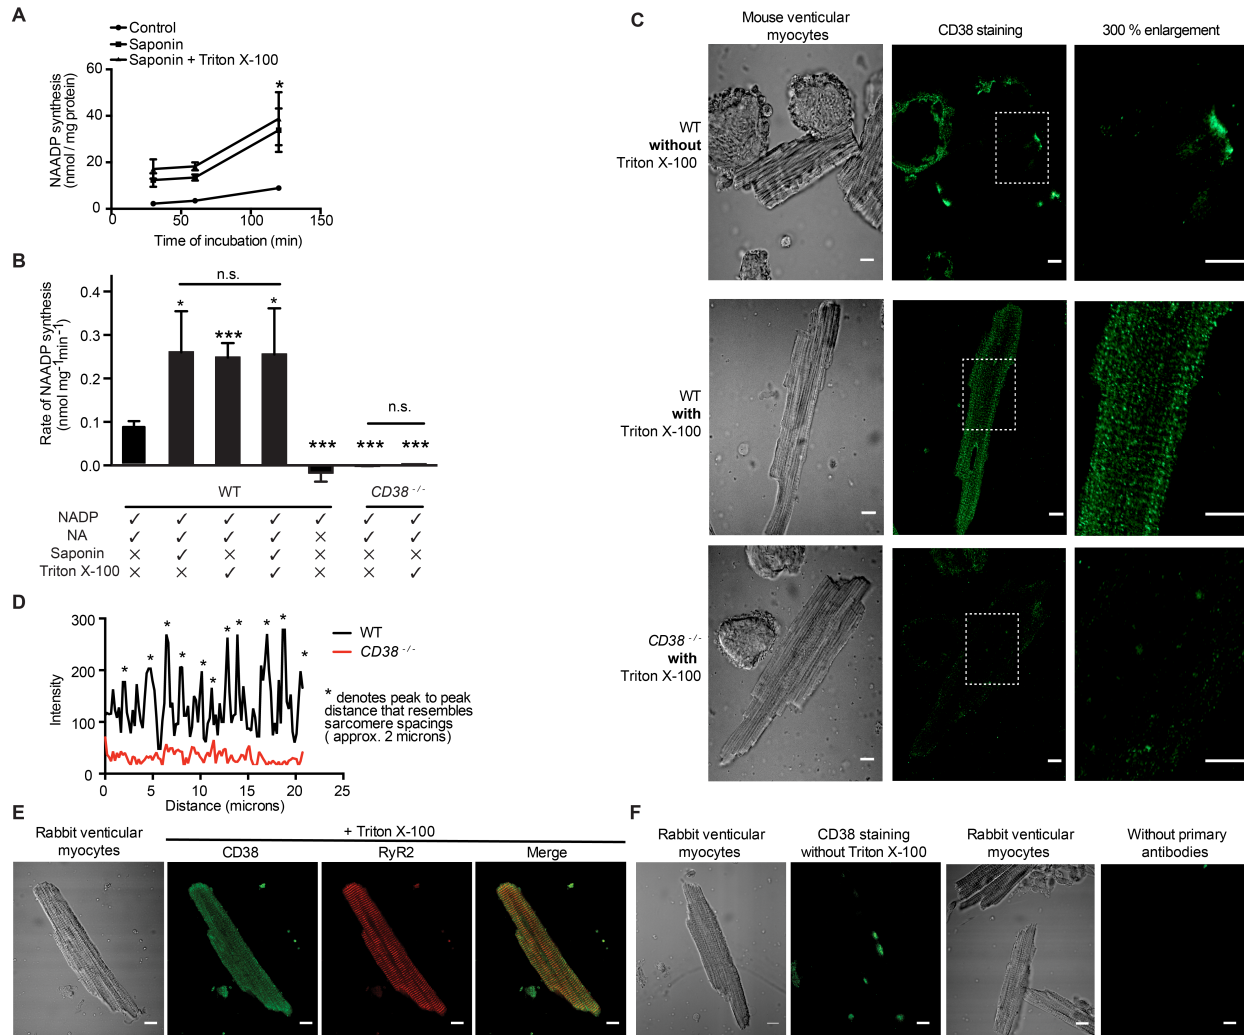 A
Control
Saponin
Saponin + Triton X-100
60
40
20
0
*
NAADP synthesis
(nmol / mg protein)
0
50
100
150
Time of incubation (min)
B
n.s.
0.4
0.3
0.2
0.1
0.0
Rate of NAADP synthesis
(nmol mg⁻¹min⁻¹)
*
***
*
n.s.
***
***
***
WT
CD38 -/-
NADP ✓ ✓ ✓ ✓ ✓ ✓ ✓
NA ✓ ✓ ✓ ✓ × ✓ ✓
Saponin × ✓ × ✓ × × ×
Triton X-100 × × ✓ ✓ × × ✓
C
Mouse venticular
myocytes
CD38 staining
300 % enlargement
WT
without
Triton X-100
WT
with
Triton X-100
CD38 -/-
with
Triton X-100
D
300
200
100
0
Intensity
* * * * * * * * * * *
0
5
10
15
20
25
Distance (microns)
WT
CD38 -/-
* denotes peak to peak
distance that resembles
sarcomere spacings
( approx. 2 microns)
E
Rabbit venticular
myocytes
+ Triton X-100
CD38
RyR2
Merge
F
Rabbit venticular
myocytes
CD38 staining
without Triton X-100
Rabbit venticular
myocytes
Without primary
antibodies